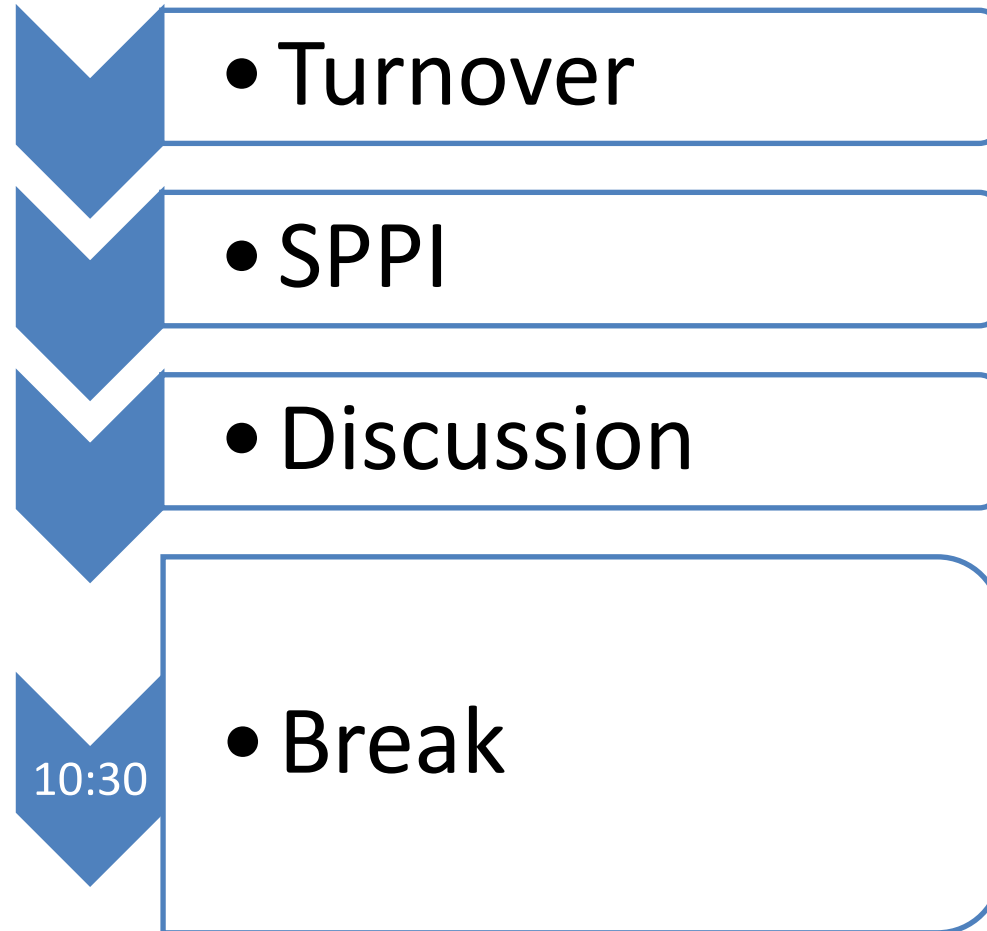 • Turnover
• SPPI
• Discussion
10:30
• Break